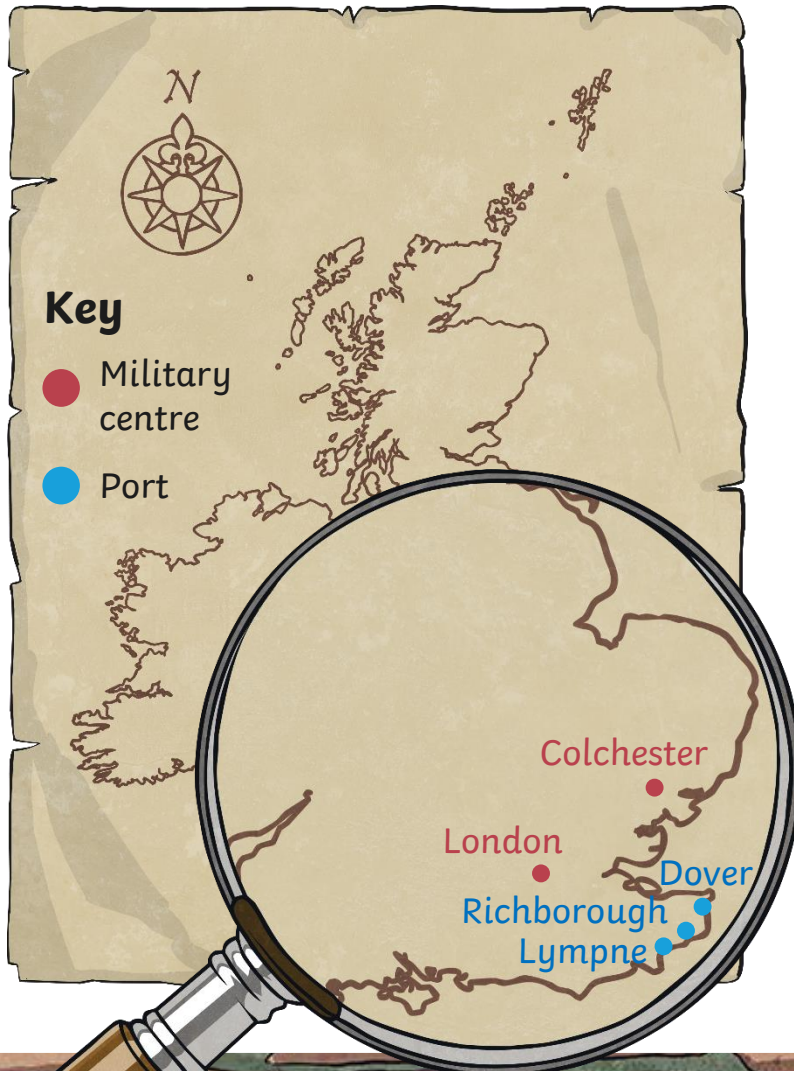 N
Key
Military
centre
Port
Colchester
London
Dover
Richborough
Lympne